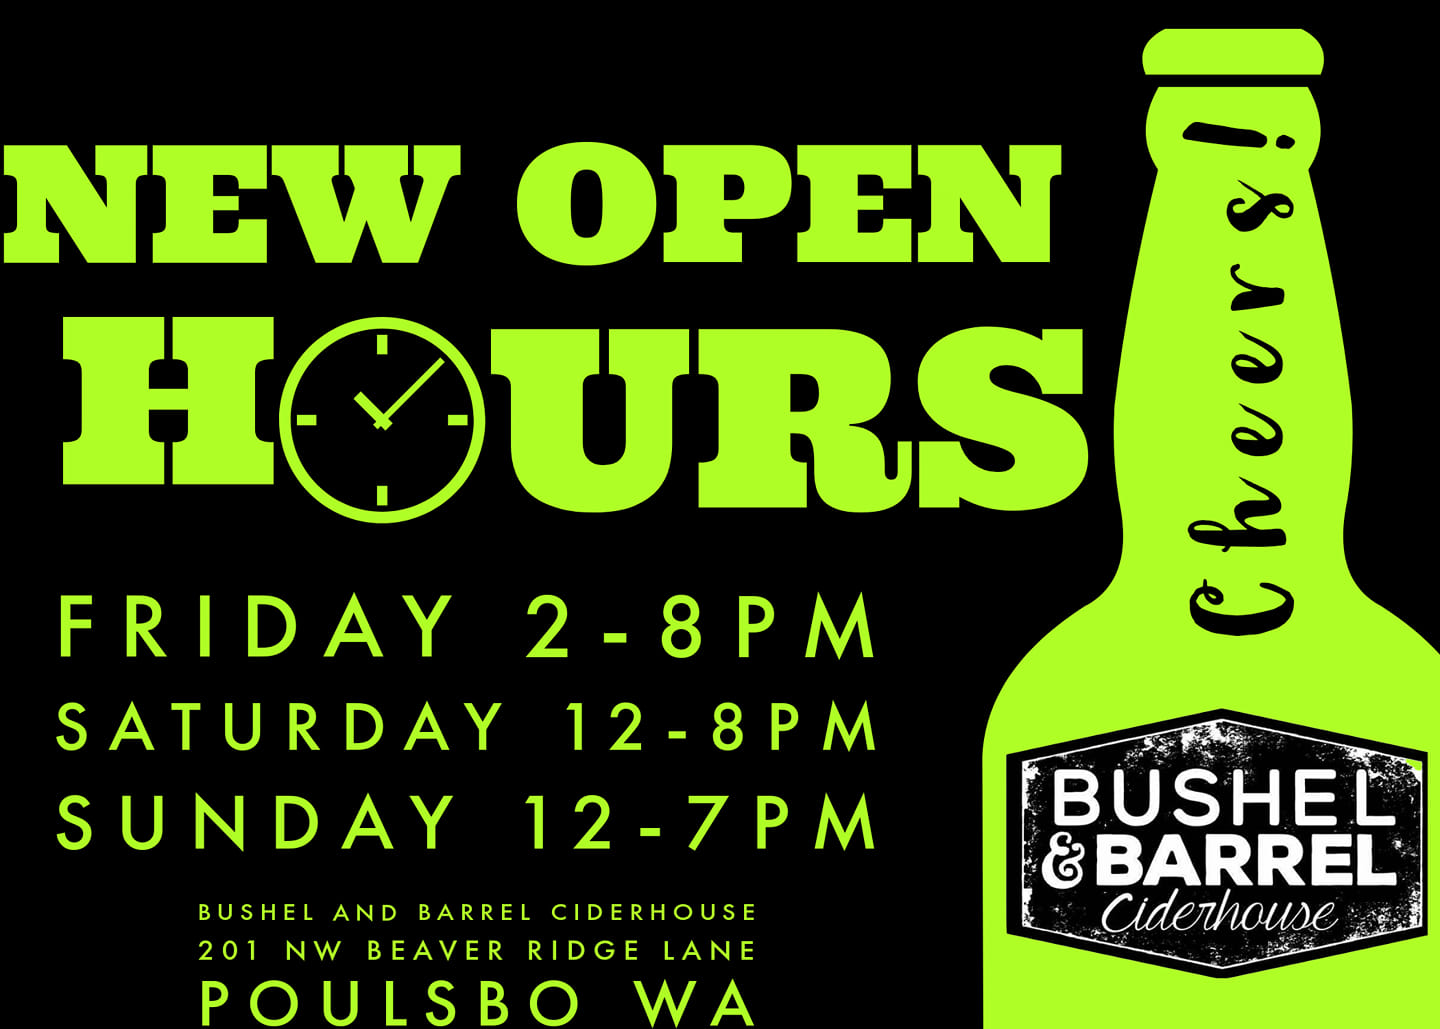 NEW OPEN
HOURS
FRIDAY 2-8PM
SATURDAY 12-8PM
SUNDAY 12-7PM
BUSHEL AND BARREL CIDERHOUSE
201 NW BEAVER RIDGE LANE
POULSBO WA
Cheers!
BUSHEL
& BARREL
Ciderhouse